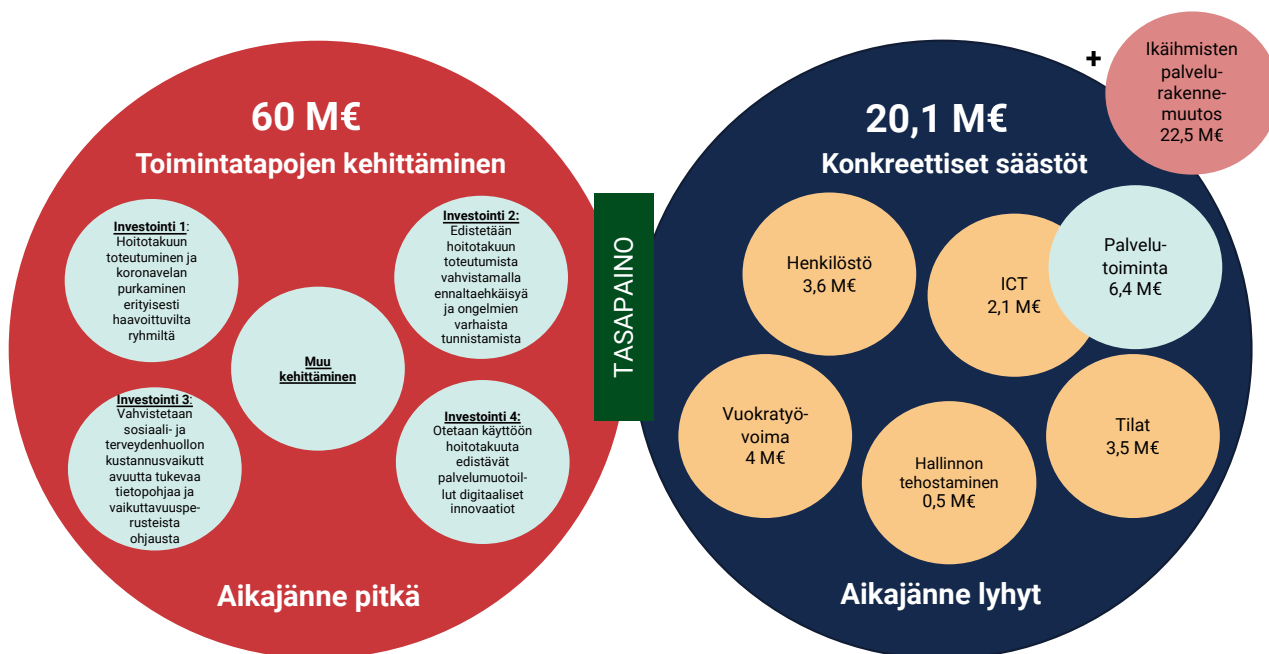 60 M€
Toimintatapojen kehittäminen
Investointi 1:
Hoitotakuun
toteutuminen ja
koronavelan
purkaminen
erityisesti
haavoittuvilta
ryhmiltä
Investointi 2:
Edistetään
hoitotakuun
toteutumista
vahvistamalla
ennaltaehkäisyä
ja ongelmien
varhaista
tunnistamista
Muu
kehittäminen
Investointi 3:
Vahvistetaan
sosiaali- ja
terveydenhuollon
kustannusvaikutt
avuutta tukevaa
tietopohjaa ja
vaikuttavuuspe-
rusteista
ohjausta
Investointi 4:
Otetaan käyttöön
hoitotakuuta
edistävät
palvelumuotoil-
lut digitaaliset
innovaatiot
Aikajänne pitkä
TASAPAINO
20,1 M€
Konkreettiset säästöt
+
Ikäihmisten
palvelu-
rakenne-
muutos
22,5 M€
Henkilöstö
3,6 M€
ICT
2,1 M€
Palvelu-
toiminta
6,4 M€
Vuokratyö-
voima
4 M€
Hallinnon
tehostaminen
0,5 M€
Tilat
3,5 M€
Aikajänne lyhyt